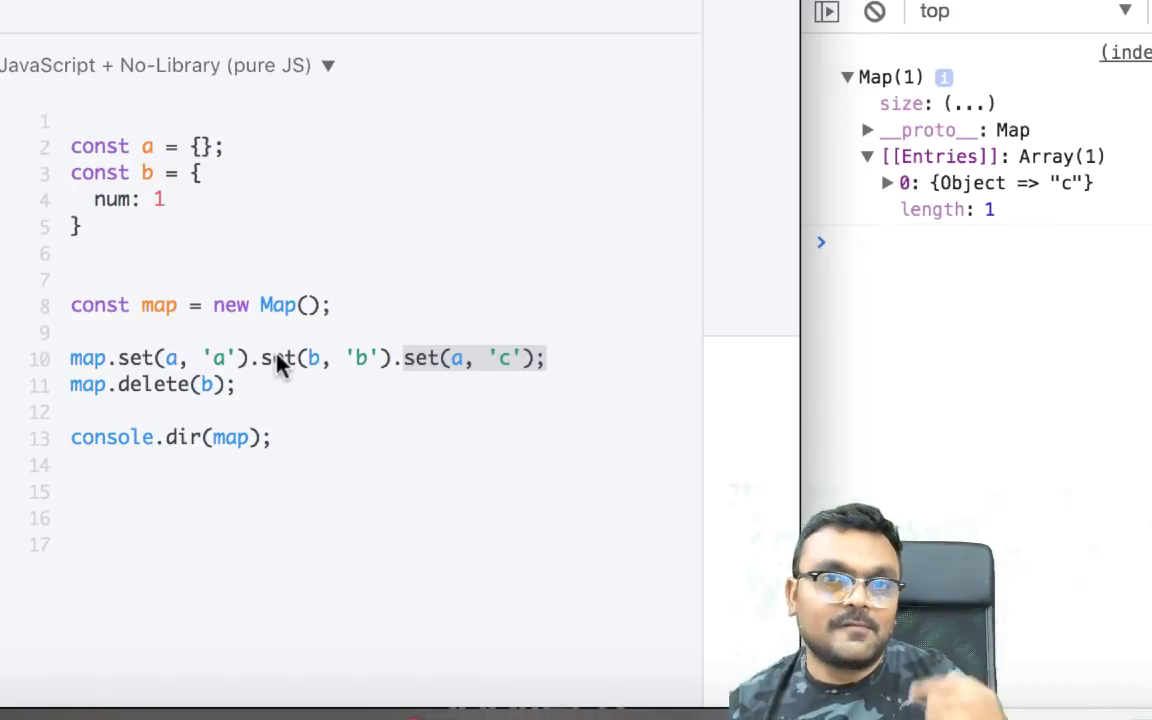 JavaScript + No-Library (pure JS) ▼
1
2 const a = {};
3 const b = {
4 num: 1
5 }
6
7
8 const map = new Map();
9
10 map.set(a, 'a').set(b, 'b').set(a, 'c');
11 map.delete(b);
12
13 console.dir(map);
14
15
16
17
top ▼
(inde
▼Map(1) i
size: (...)
▶__proto__: Map
▼[[Entries]]: Array(1)
▶0: {Object => "c"}
length: 1
>